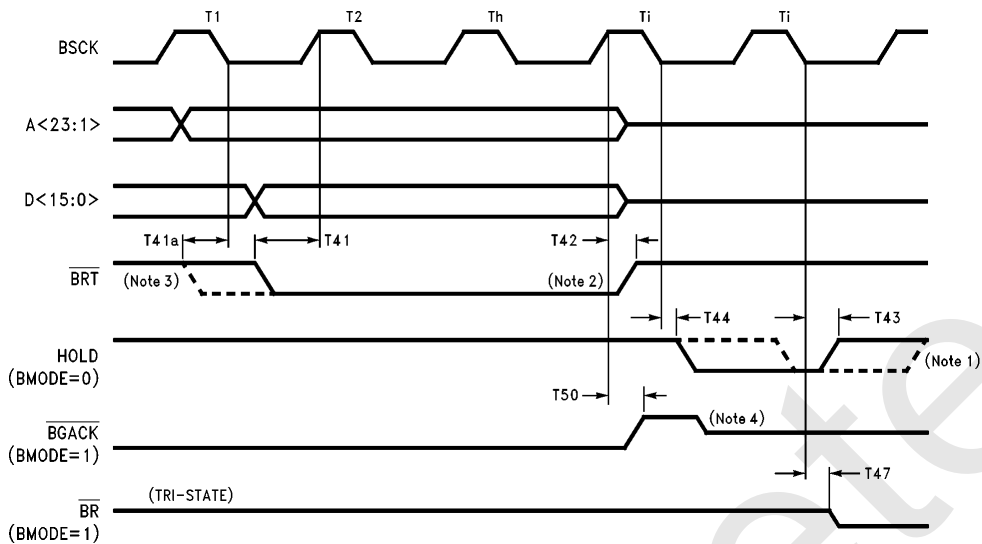 T1 T2 Th Ti Ti
BSCK
A<23:1>
D<15:0>
T41a T41 T42
BRT (Note 3) (Note 2)
T44 T43
HOLD
(BMODE=0)
(Note 1)
T50
BGACK
(BMODE=1)
(Note 4)
T47
(TRI-STATE)
BR
(BMODE=1)